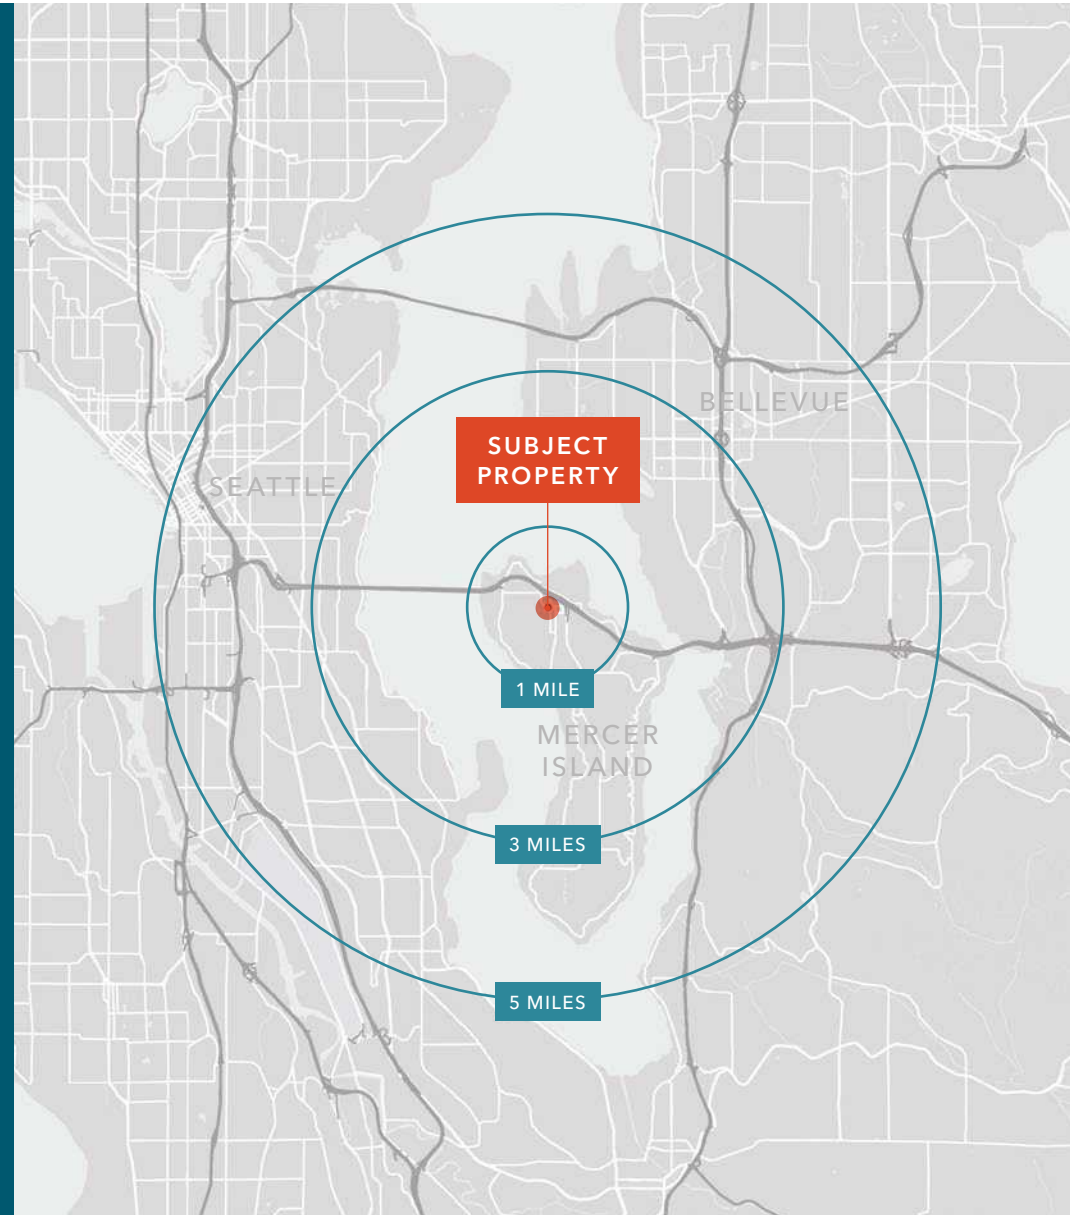 BELLEVUE
SUBJECT
PROPERTY
SEATTLE
1 MILE
MERCER
ISLAND
3 MILES
5 MILES